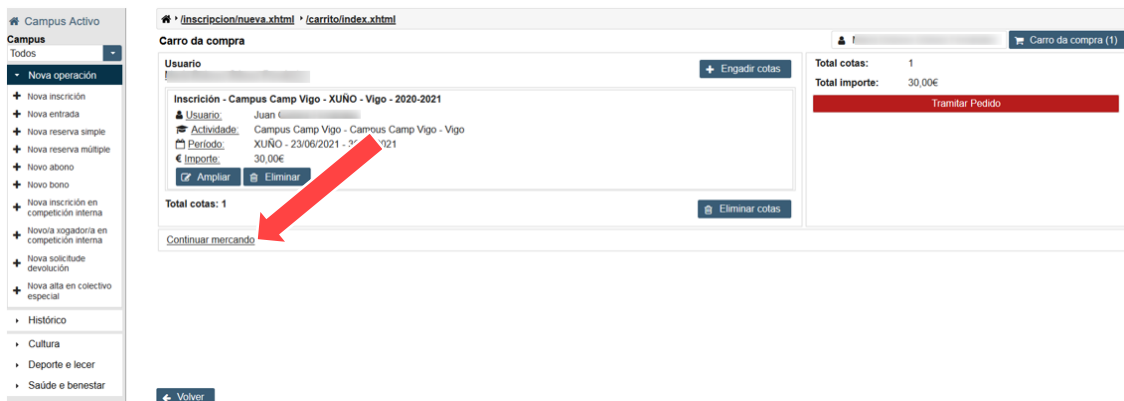 Campus Activo
Campus
Todos
Nova operación
Nova inscrición
Nova entrada
Nova reserva simple
Nova reserva múltiple
Novo abono
Novo bono
Nova inscrición en
competición interna
Novo/a xogador/a en
competición interna
Nova solicitude
devolución
Nova alta en colectivo
especial
Histórico
Cultura
Deporte e lecer
Saúde e benestar
/inscripcion/nueva.xhtml /carrito/index.xhtml
Carro da compra
Carro da compra (1)
Usuario
Engadir cotas
Inscrición - Campus Camp Vigo - XUÑO - Vigo - 2020-2021
Usuario: Juan
Actividade: Campus Camp Vigo - Campus Camp Vigo - Vigo
Período: XUÑO - 23/06/2021 -
Importe: 30,00€
Ampliar Eliminar
Total cotas: 1
Eliminar cotas
Continuar mercando
Total cotas: 1
Total importe: 30,00€
Tramitar Pedido
Volver